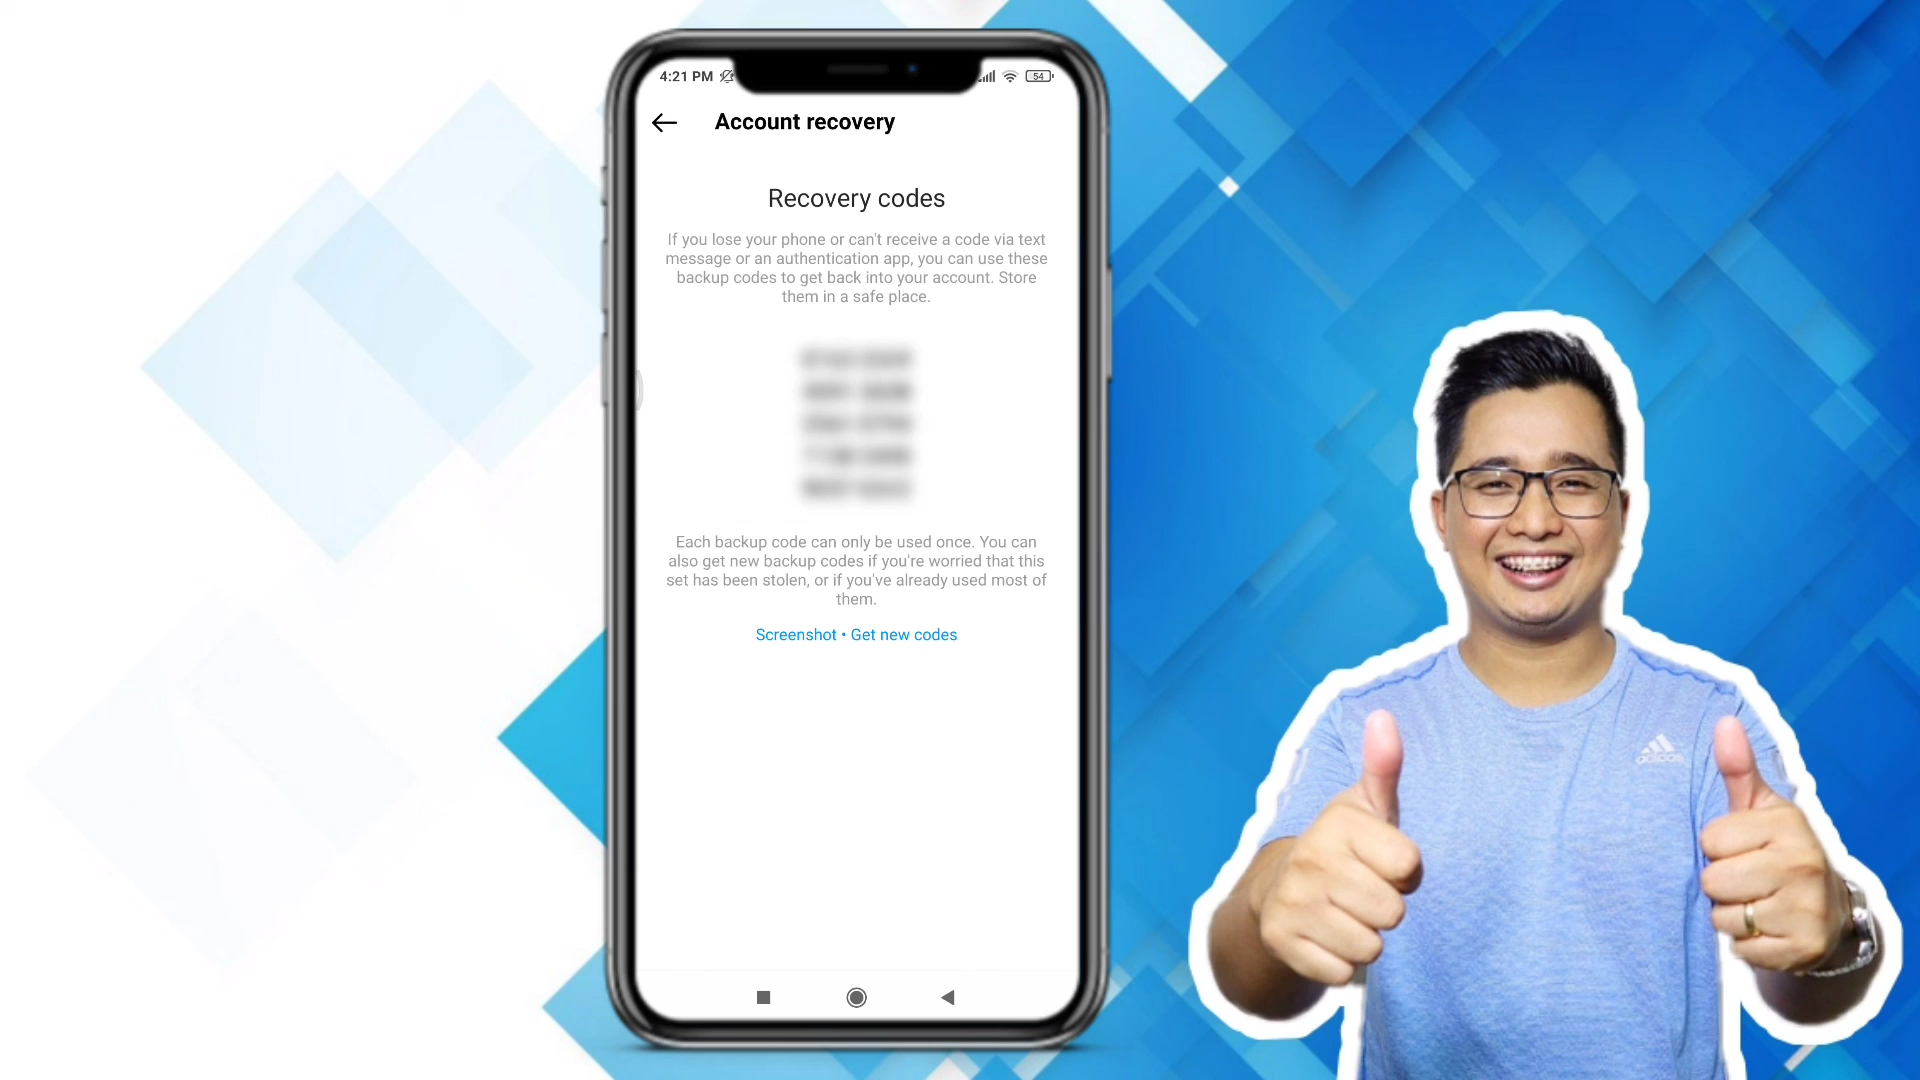 4:21 PM
54
Account recovery
Recovery codes
If you lose your phone or can't receive a code via text
message or an authentication app, you can use these
backup codes to get back into your account. Store
them in a safe place.
Each backup code can only be used once. You can
also get new backup codes if you're worried that this
set has been stolen, or if you've already used most of
them.
Screenshot • Get new codes
adidas